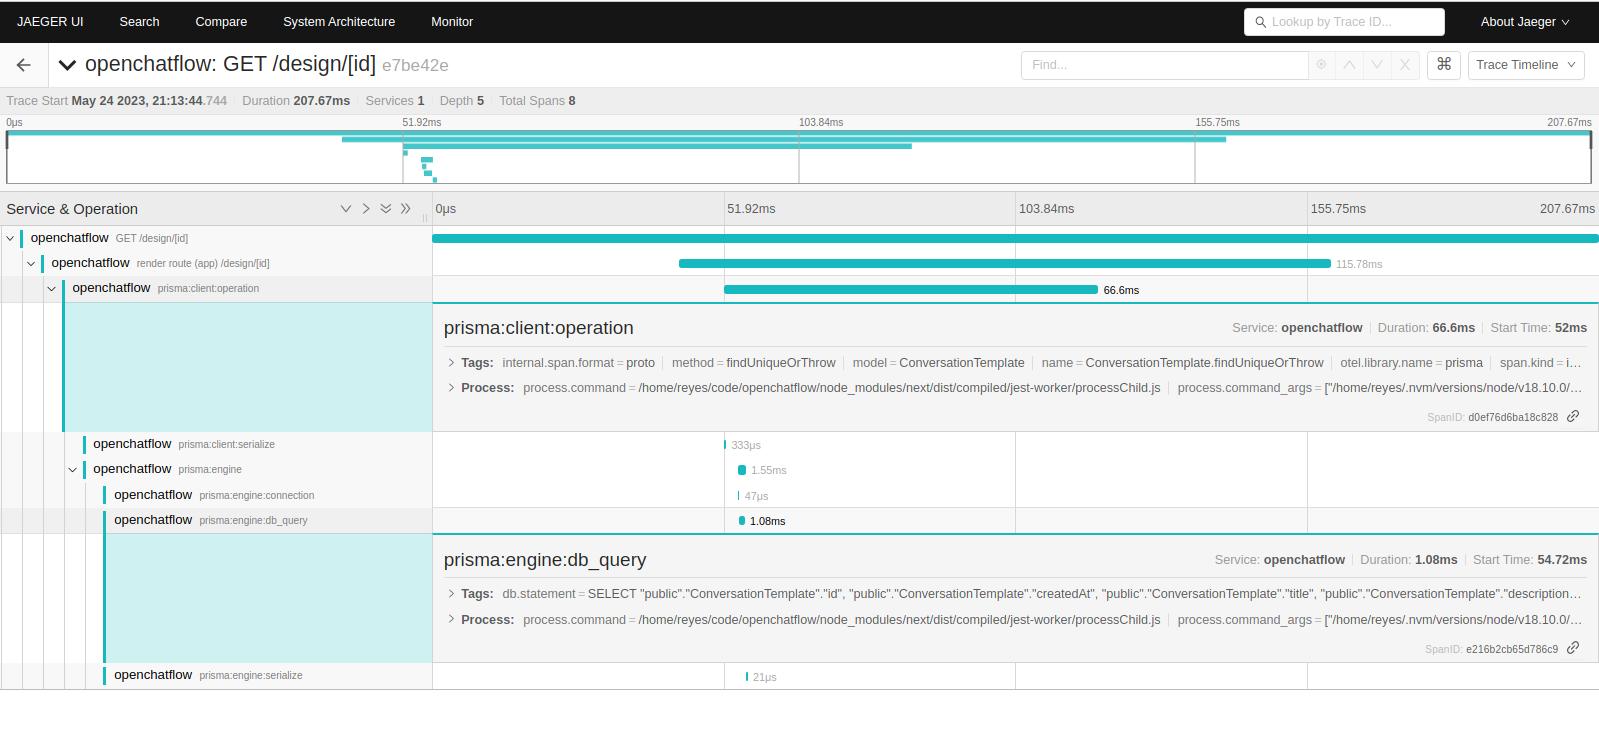 JAEGER UI Search Compare System Architecture Monitor Lookup by Trace ID... About Jaeger
openchatflow: GET /design/[id] e7be42e Find... ⌘ Trace Timeline
Trace Start May 24 2023, 21:13:44.744 Duration 207.67ms Services 1 Depth 5 Total Spans 8
0μs 51.92ms 103.84ms 155.75ms 207.67ms
Service & Operation 0μs 51.92ms 103.84ms 155.75ms 207.67ms
openchatflow GET /design/[id]
openchatflow render route (app) /design/[id] 115.78ms
openchatflow prisma:client:operation 66.6ms
prisma:client:operation Service: openchatflow Duration: 66.6ms Start Time: 52ms
Tags: internal.span.format = proto method = findUniqueOrThrow model = ConversationTemplate name = ConversationTemplate.findUniqueOrThrow otel.library.name = prisma span.kind = i...
Process: process.command = /home/reyes/code/openchatflow/node_modules/next/dist/compiled/jest-worker/processChild.js process.command_args = ["/home/reyes/.nvm/versions/node/v18.10.0/...
SpanID: d0ef76d6ba18c828
openchatflow prisma:client:serialize 333μs
openchatflow prisma:engine 1.55ms
openchatflow prisma:engine:connection 47μs
openchatflow prisma:engine:db_query 1.08ms
prisma:engine:db_query Service: openchatflow Duration: 1.08ms Start Time: 54.72ms
Tags: db.statement = SELECT "public"."ConversationTemplate"."id", "public"."ConversationTemplate"."createdAt", "public"."ConversationTemplate"."title", "public"."ConversationTemplate"."description...
Process: process.command = /home/reyes/code/openchatflow/node_modules/next/dist/compiled/jest-worker/processChild.js process.command_args = ["/home/reyes/.nvm/versions/node/v18.10.0/...
SpanID: e216b2cb65d786c9
openchatflow prisma:engine:serialize 21μs